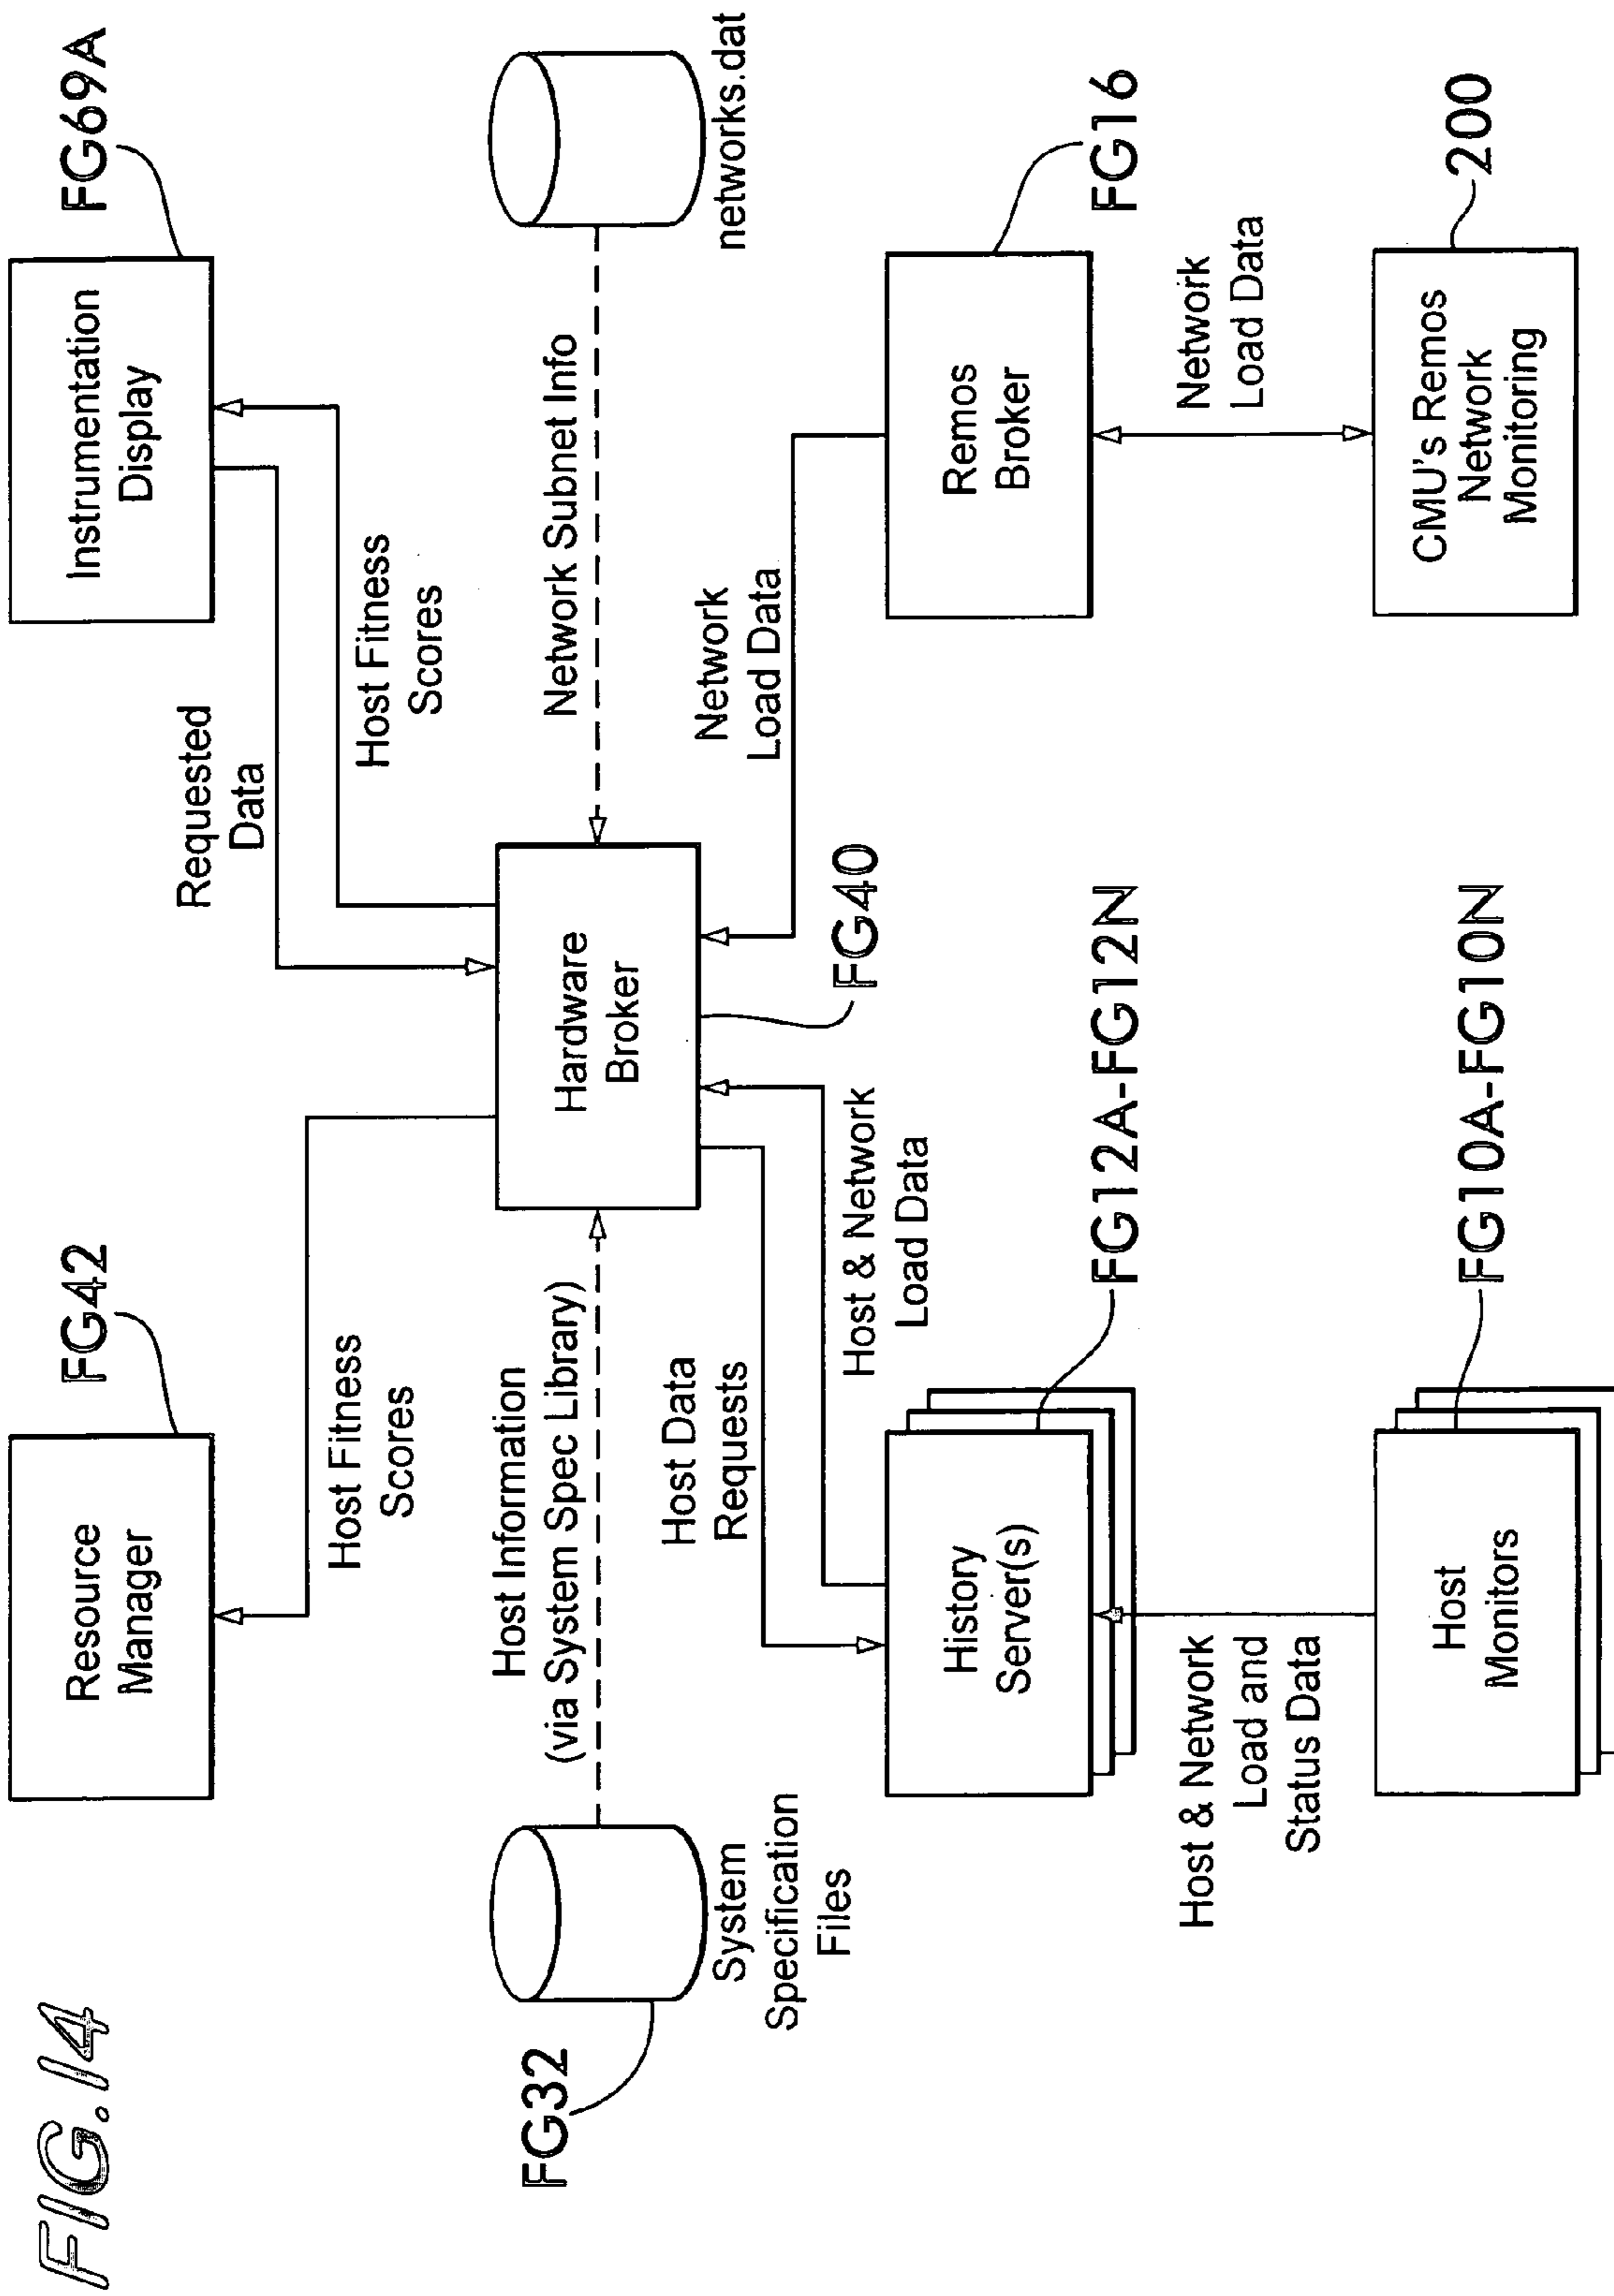 FIG. 14
FG42
FG69A
Resource
Manager
Instrumentation
Display
Requested
Data
Host Fitness
Scores
Host Fitness
Scores
FG32
System
Specification
Files
Host Information
(via System Spec Library)
Hardware
Broker
Network Subnet Info
networks.dat
FG40
Host Data
Requests
Host & Network
Load Data
Network
Load Data
History
Server(s)
FG12A-FG12N
Remos
Broker
FG16
Host & Network
Load and
Status Data
Network
Load Data
Host
Monitors
FG10A-FG10N
CMU's Remos
Network
Monitoring
200